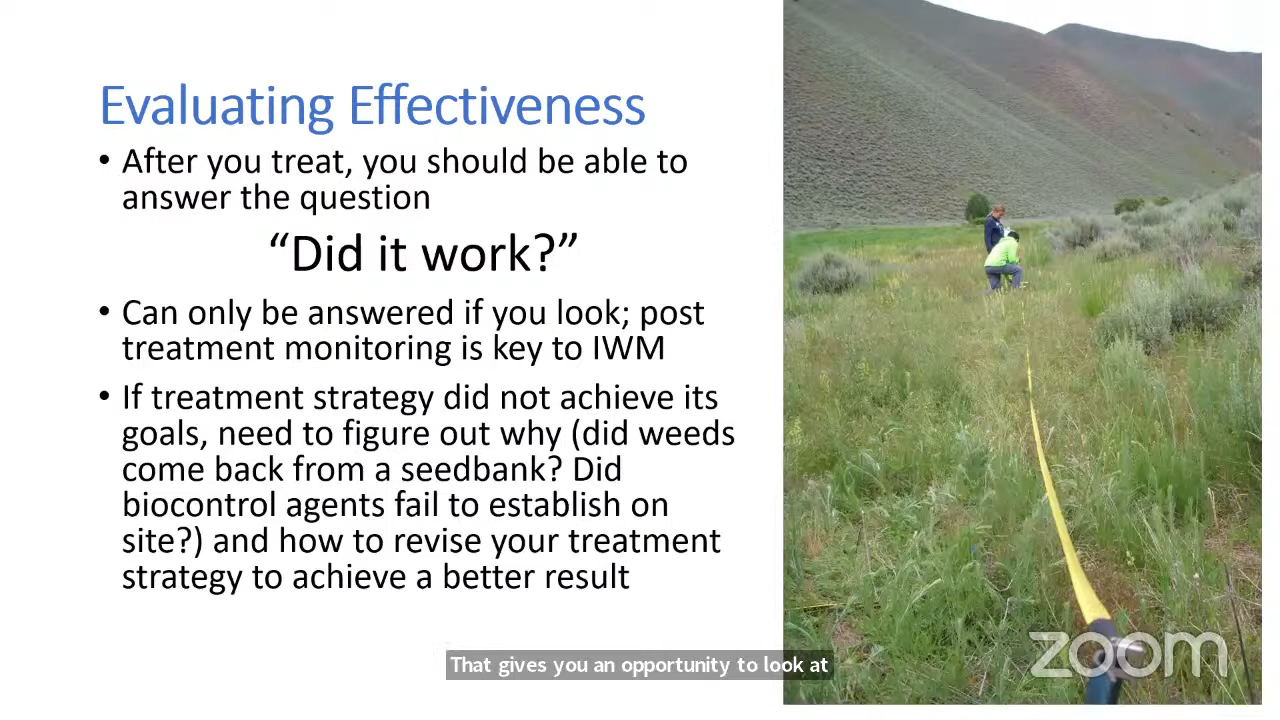 Evaluating Effectiveness
• After you treat, you should be able to
answer the question
“Did it work?”
• Can only be answered if you look; post
treatment monitoring is key to IWM
• If treatment strategy did not achieve its
goals, need to figure out why (did weeds
come back from a seedbank? Did
biocontrol agents fail to establish on
site?) and how to revise your treatment
strategy to achieve a better result
That gives you an opportunity to look at
zoom